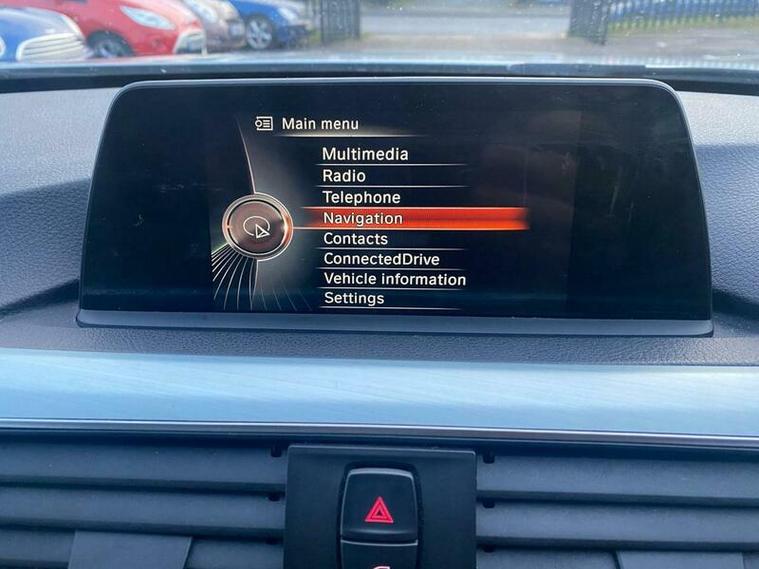 Main menu
Multimedia
Radio
Telephone
Navigation
Contacts
ConnectedDrive
Vehicle information
Settings